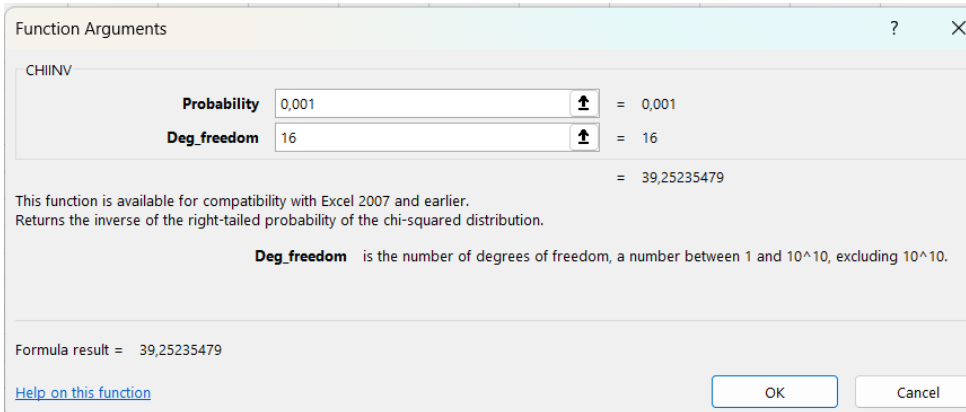 Function Arguments ? ✕
CHIINV
Probability 0,001 = 0,001
Deg_freedom 16 = 16
= 39,25235479
This function is available for compatibility with Excel 2007 and earlier.
Returns the inverse of the right-tailed probability of the chi-squared distribution.
Deg_freedom is the number of degrees of freedom, a number between 1 and 10^10, excluding 10^10.
Formula result = 39,25235479
Help on this function OK Cancel